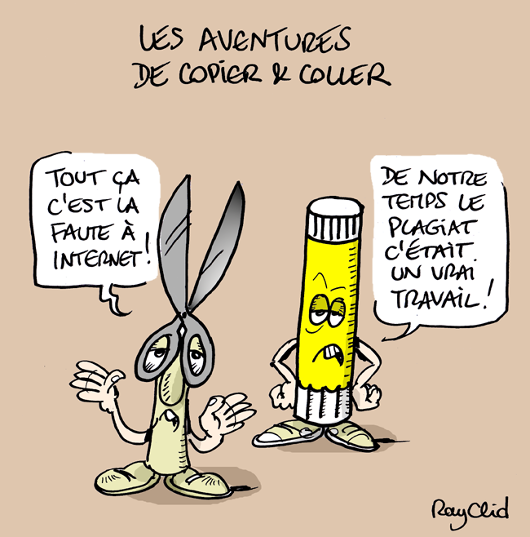 LES AVENTURES
DE COPIER & COLLER
TOUT ÇA
C'EST LA
FAUTE À
INTERNET!
DE NOTRE
TEMPS LE
PLAGIAT
C'ÉTAIT
UN VRAI
TRAVAIL!
RayClid